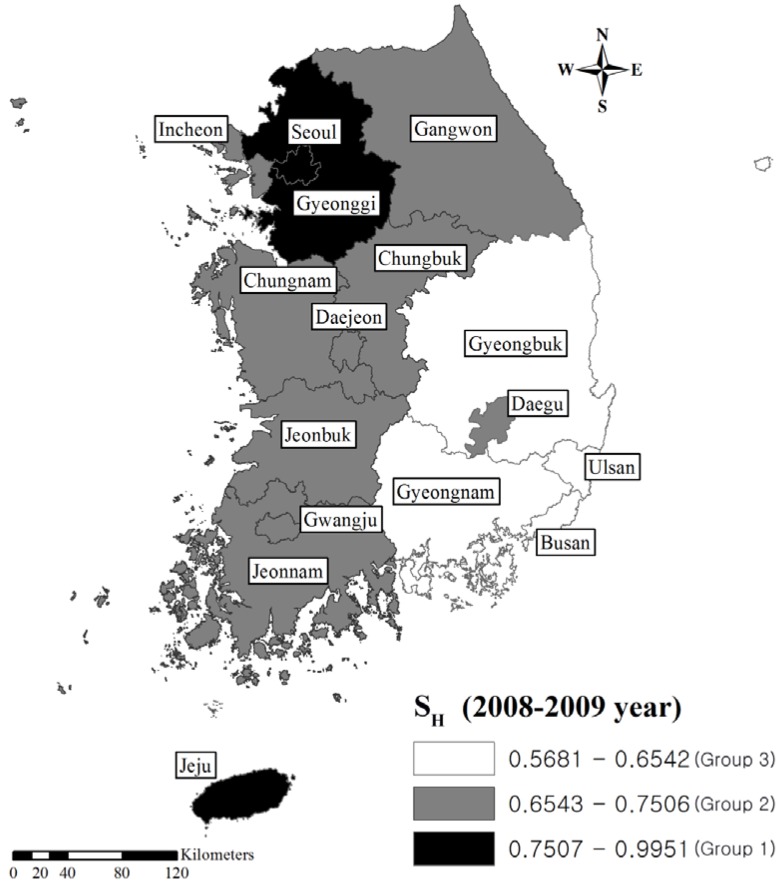 N
W E
S
Incheon
Seoul
Gangwon
Gyeonggi
Chungbuk
Chungnam
Daejeon
Gyeongbuk
Daegu
Jeonbuk
Ulsan
Gyeongnam
Gwangju
Busan
Jeonnam
S_H (2008-2009 year)
Jeju
0.5681 - 0.6542 (Group 3)
0.6543 - 0.7506 (Group 2)
0.7507 - 0.9951 (Group 1)
Kilometers
0 20 40 80 120